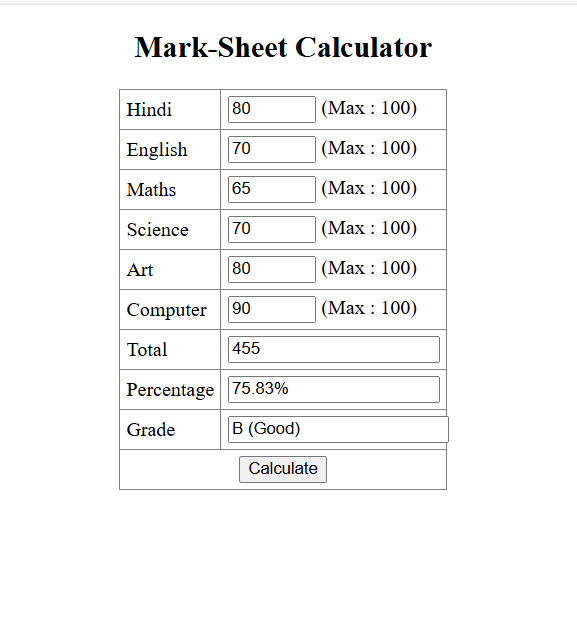 Mark-Sheet Calculator
Hindi 80 (Max : 100)
English 70 (Max : 100)
Maths 65 (Max : 100)
Science 70 (Max : 100)
Art 80 (Max : 100)
Computer 90 (Max : 100)
Total 455
Percentage 75.83%
Grade B (Good)
Calculate